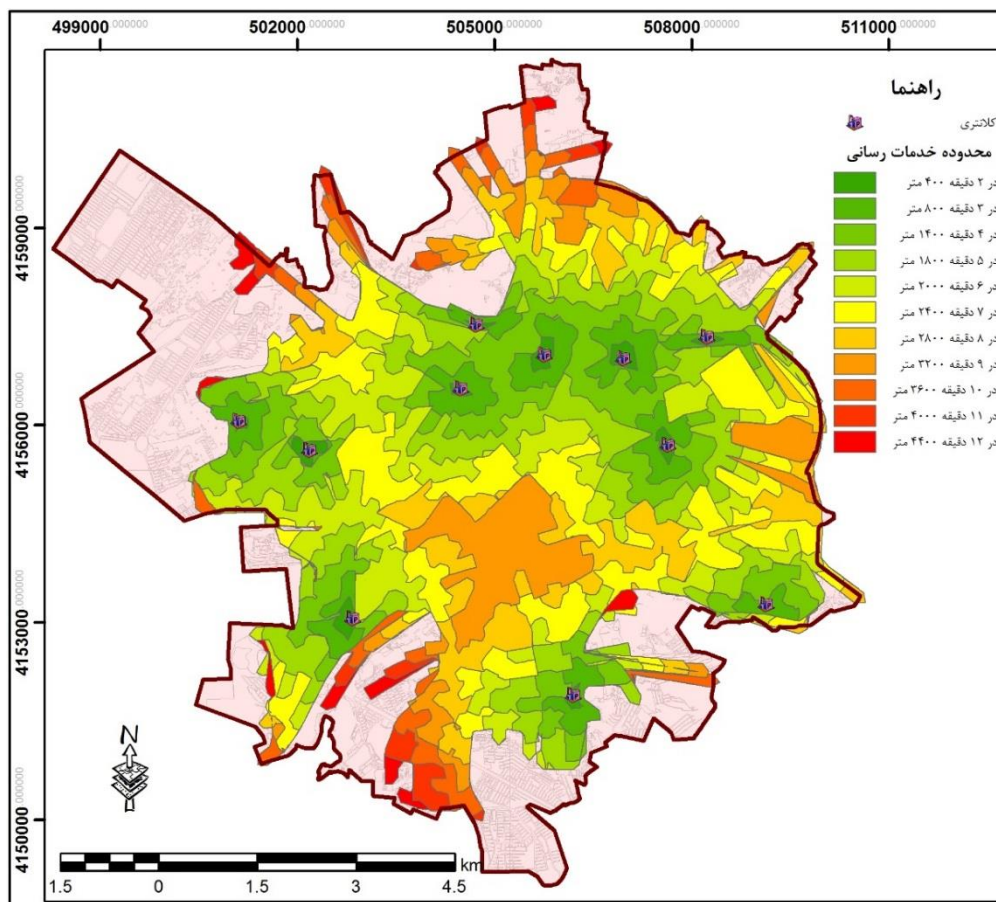 499000.000000 502000.000000 505000.000000 508000.000000 511000.000000
4159000.000000
4156000.000000
4153000.000000
4150000.000000
راهنما
کلانتری
محدوده خدمات رسانی
در ۲ دقیقه ۴۰۰ متر
در ۳ دقیقه ۸۰۰ متر
در ۴ دقیقه ۱۴۰۰ متر
در ۵ دقیقه ۱۸۰۰ متر
در ۶ دقیقه ۲۰۰۰ متر
در ۷ دقیقه ۲۴۰۰ متر
در ۸ دقیقه ۲۸۰۰ متر
در ۹ دقیقه ۳۲۰۰ متر
در ۱۰ دقیقه ۳۶۰۰ متر
در ۱۱ دقیقه ۴۰۰۰ متر
در ۱۲ دقیقه ۴۴۰۰ متر
N
km
1.5 0 1.5 3 4.5